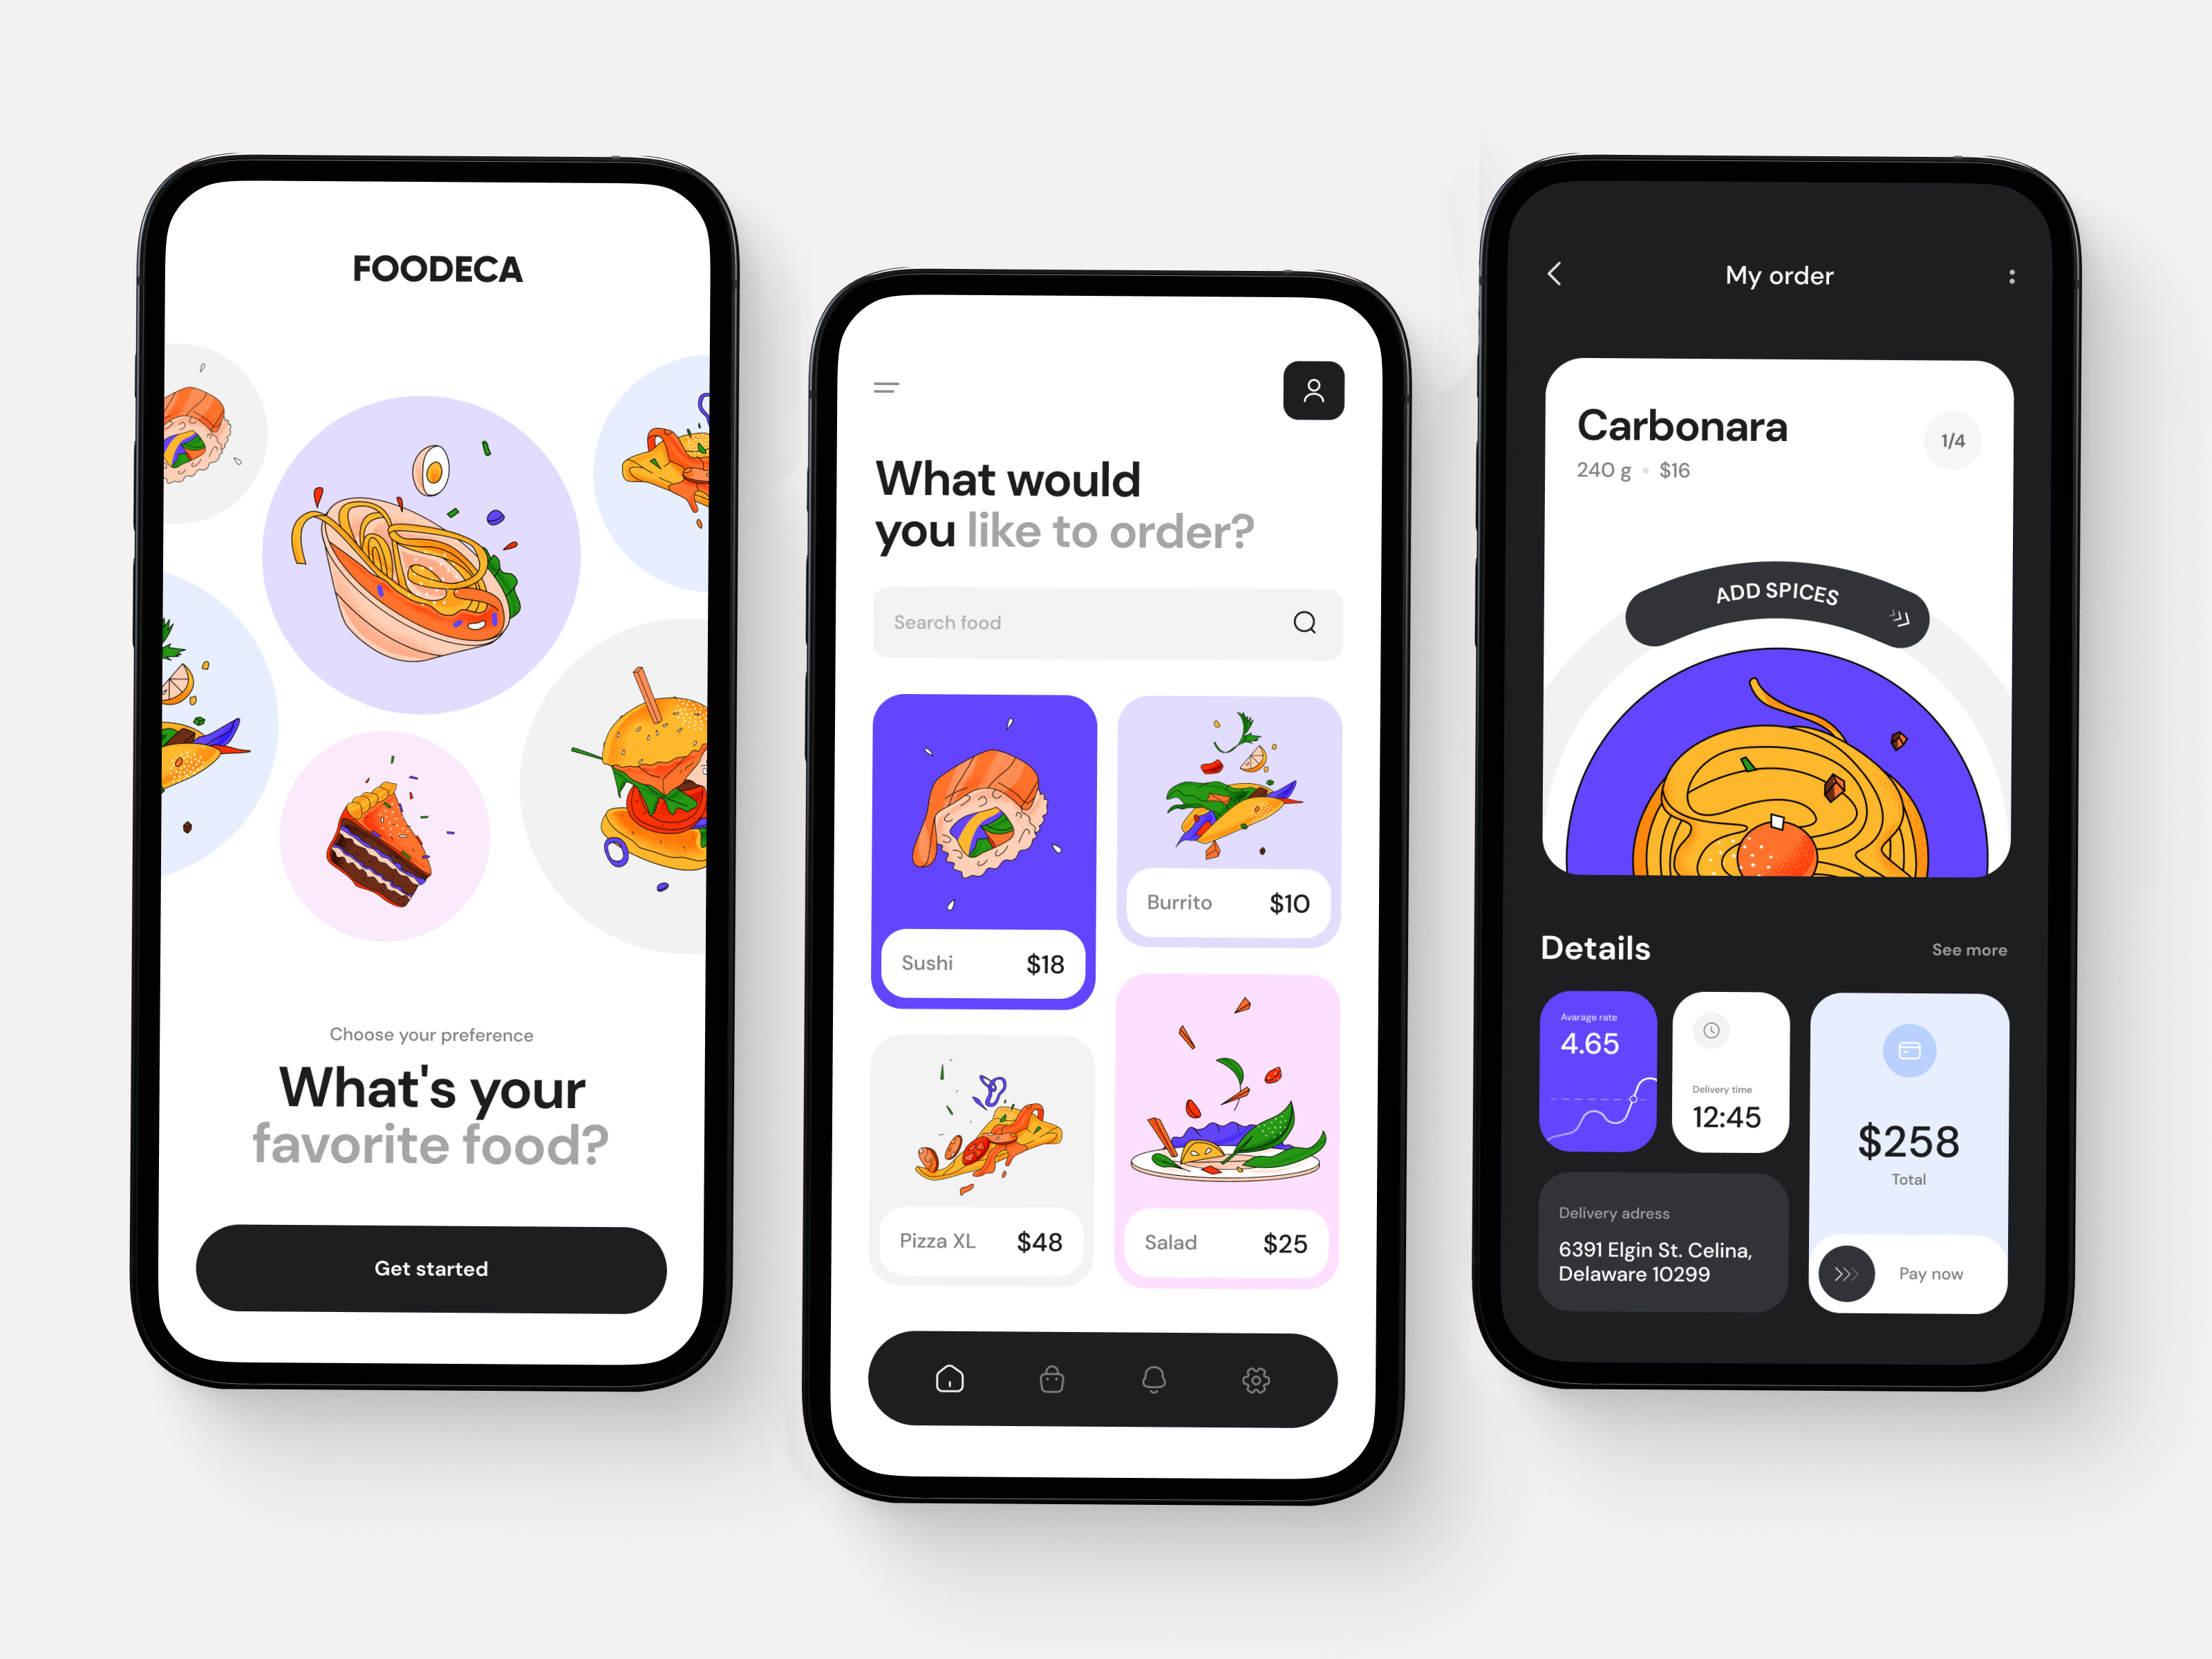 FOODECA
Choose your preference
What's your
favorite food?
Get started
What would
you like to order?
Search food
Sushi $18
Burrito $10
Pizza XL $48
Salad $25
My order
Carbonara
240 g • $16
1/4
ADD SPICES
Details
See more
Avarage rate
4.65
Delivery time
12:45
$258
Total
Delivery adress
6391 Elgin St. Celina,
Delaware 10299
Pay now